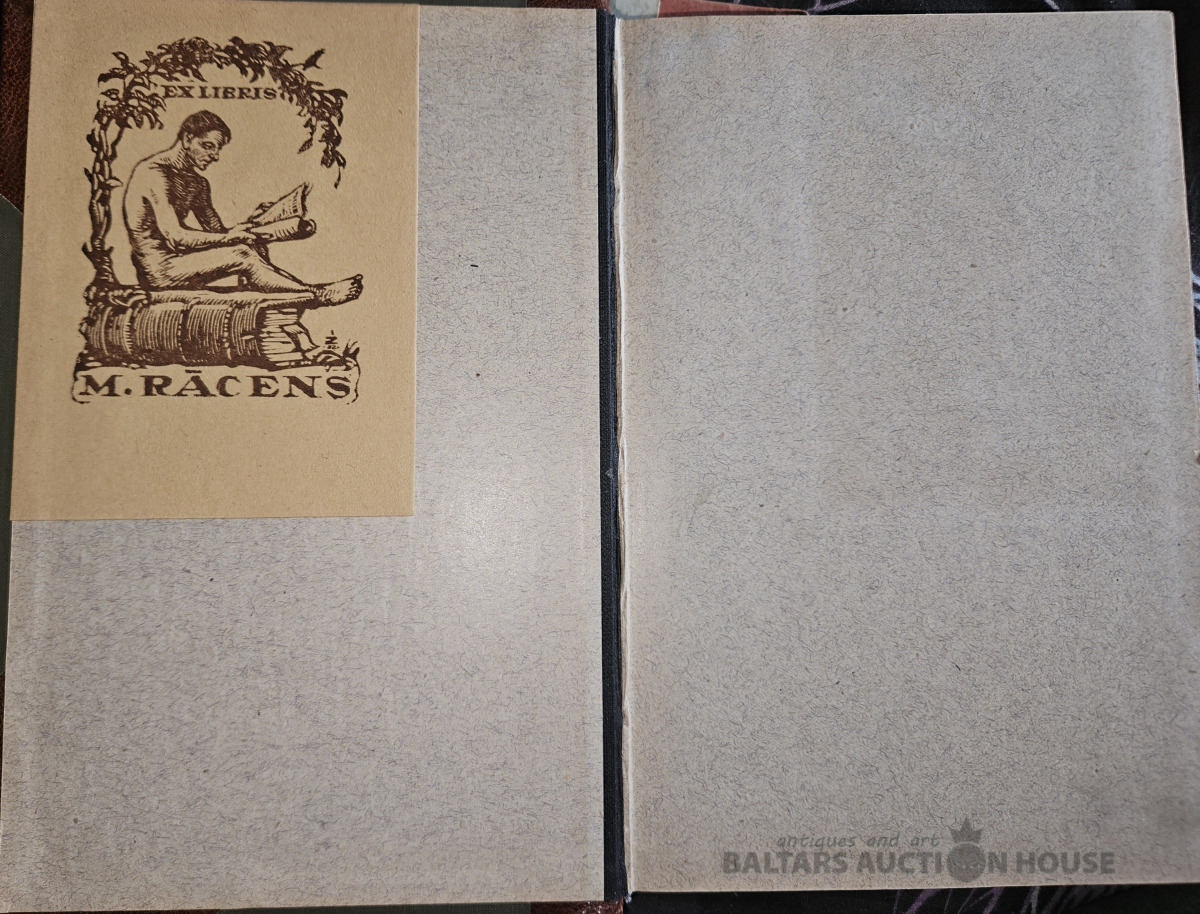 EX LIBRIS
M. RĀCENS
antiques and art
BALTARS AUCTION HOUSE